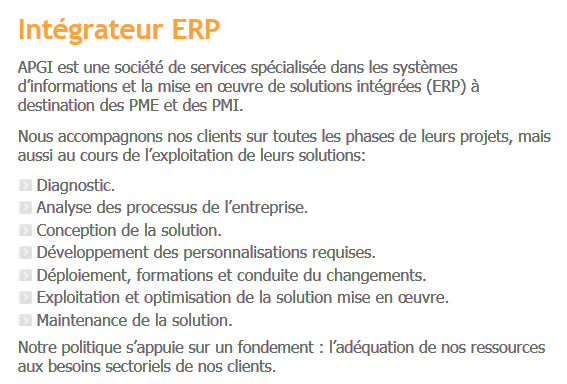 Intégrateur ERP
APGI est une société de services spécialisée dans les systèmes
d’informations et la mise en œuvre de solutions intégrées (ERP) à
destination des PME et des PMI.
Nous accompagnons nos clients sur toutes les phases de leurs projets, mais
aussi au cours de l’exploitation de leurs solutions:
Diagnostic.
Analyse des processus de l’entreprise.
Conception de la solution.
Développement des personnalisations requises.
Déploiement, formations et conduite du changements.
Exploitation et optimisation de la solution mise en œuvre.
Maintenance de la solution.
Notre politique s’appuie sur un fondement : l’adéquation de nos ressources
aux besoins sectoriels de nos clients.